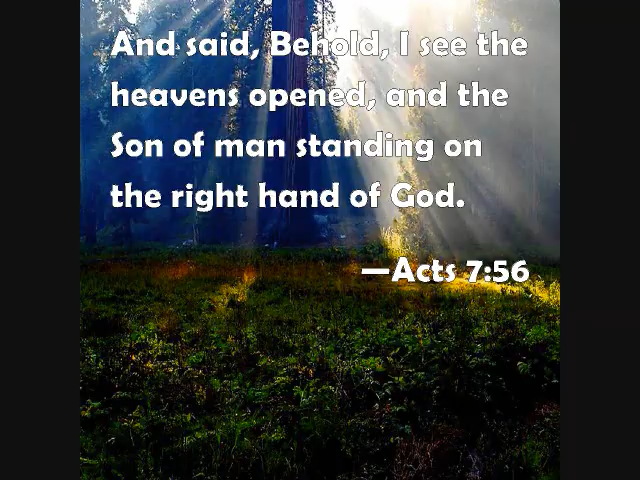 And said, Behold, I see the
heavens opened, and the
Son of man standing on
the right hand of God.
—Acts 7:56